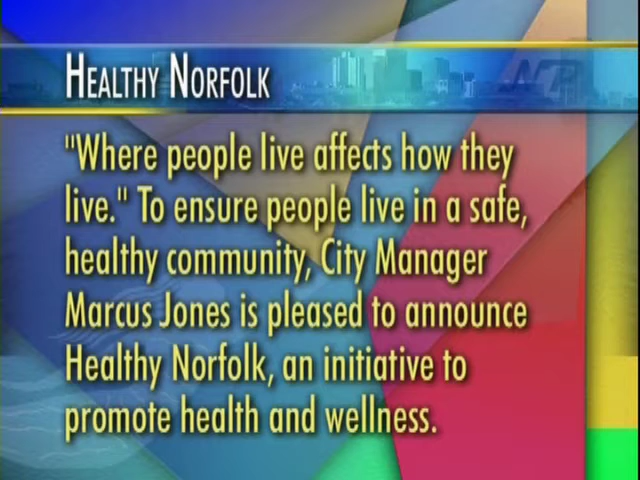 HEALTHY NORFOLK
"Where people live affects how they
live." To ensure people live in a safe,
healthy community, City Manager
Marcus Jones is pleased to announce
Healthy Norfolk, an initiative to
promote health and wellness.